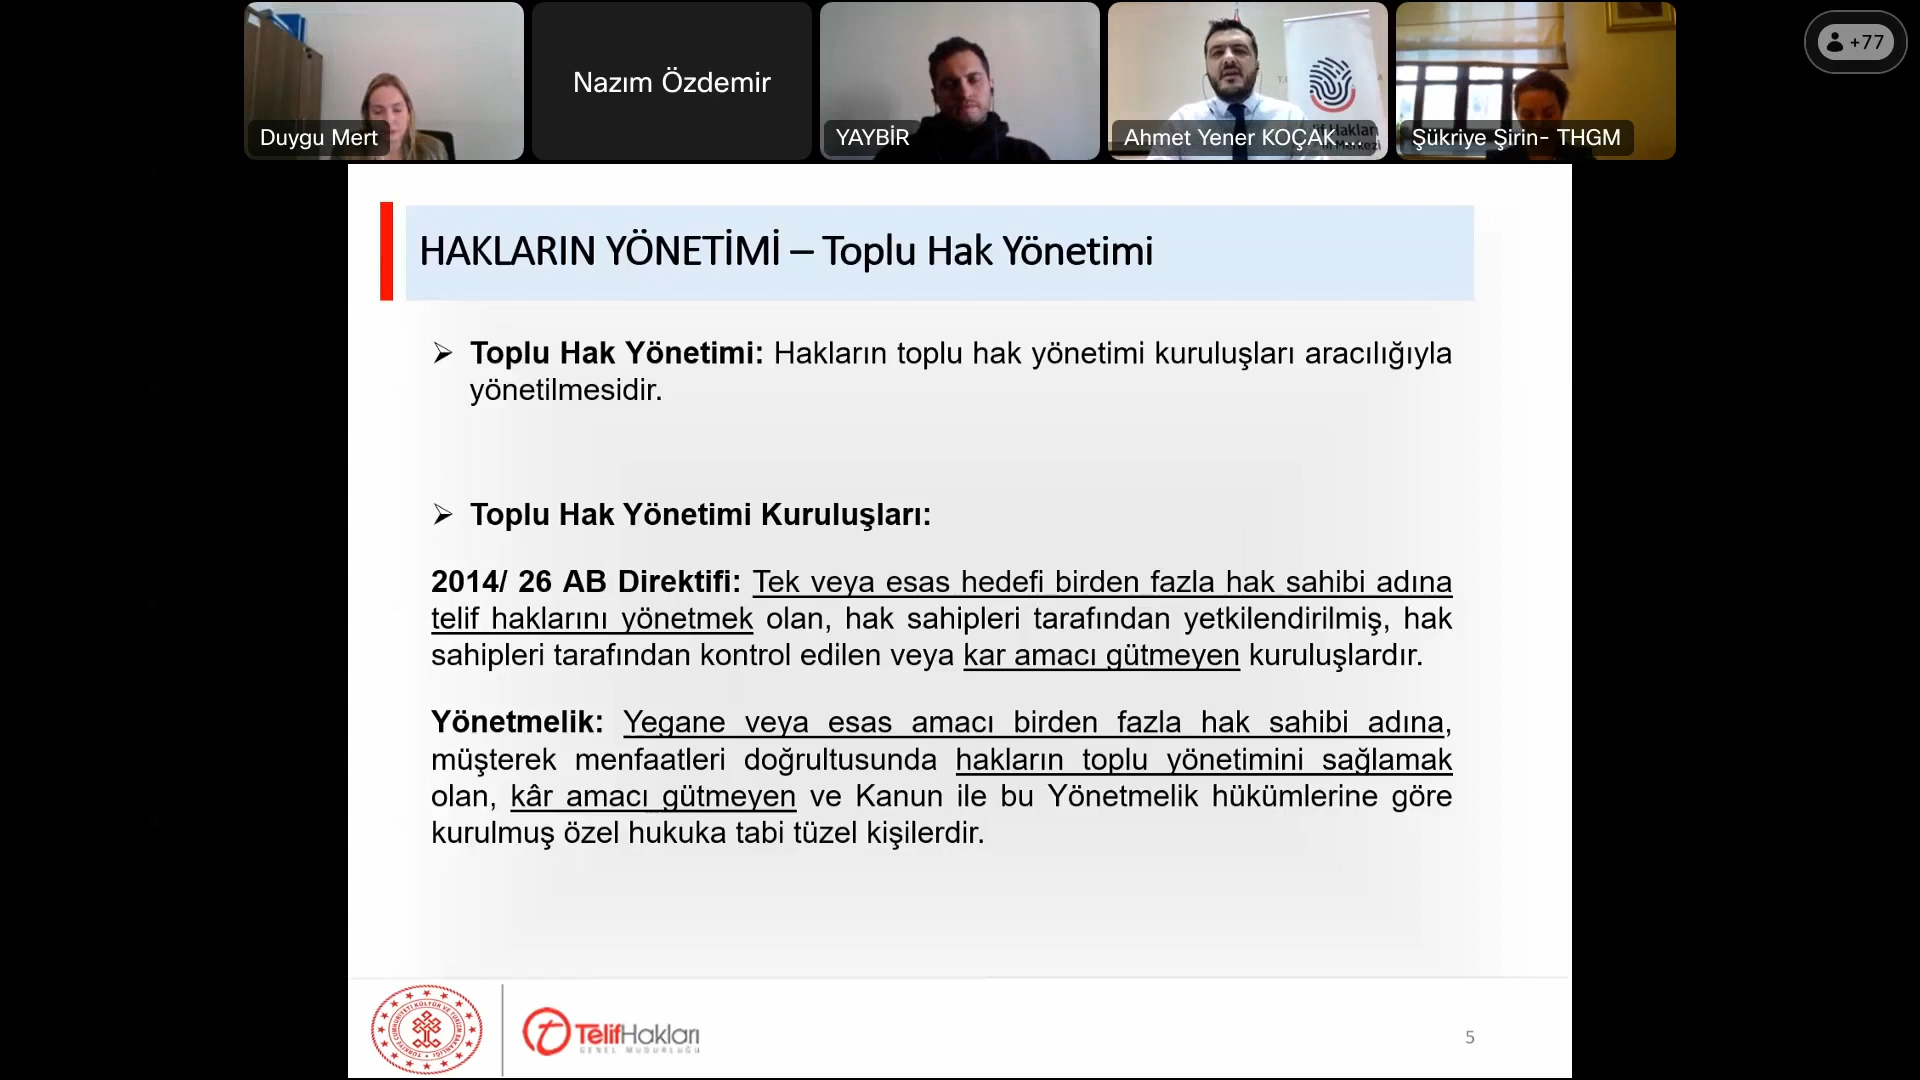 Duygu Mert
Nazım Özdemir
YAYBİR
Ahmet Yener KOÇAK ...
Şükriye Şirin- THGM
+77
HAKLARIN YÖNETİMİ – Toplu Hak Yönetimi
➢ Toplu Hak Yönetimi: Hakların toplu hak yönetimi kuruluşları aracılığıyla
yönetilmesidir.
➢ Toplu Hak Yönetimi Kuruluşları:
2014/ 26 AB Direktifi: Tek veya esas hedefi birden fazla hak sahibi adına
telif haklarını yönetmek olan, hak sahipleri tarafından yetkilendirilmiş, hak
sahipleri tarafından kontrol edilen veya kar amacı gütmeyen kuruluşlardır.
Yönetmelik: Yegane veya esas amacı birden fazla hak sahibi adına,
müşterek menfaatleri doğrultusunda hakların toplu yönetimini sağlamak
olan, kâr amacı gütmeyen ve Kanun ile bu Yönetmelik hükümlerine göre
kurulmuş özel hukuka tabi tüzel kişilerdir.
TelifHakları
GENEL MÜDÜRLÜĞÜ
5